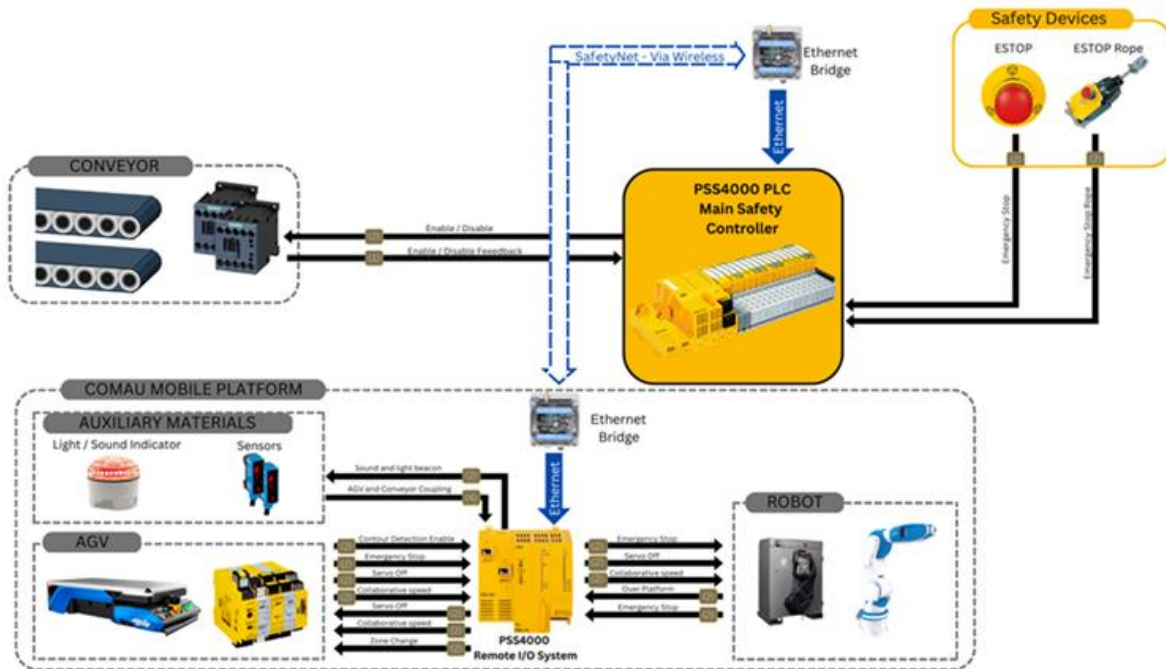 Safety Devices
ESTOP
ESTOP Rope
SafetyNet - Via Wireless
Ethernet
Bridge
Ethernet
Emergency Stop
Emergency Stop Rope
CONVEYOR
Enable / Disable
Enable / Disable Feeedback
PSS4000 PLC
Main Safety
Controller
COMAU MOBILE PLATFORM
AUXILIARY MATERIALS
Light / Sound Indicator
Sensors
Sound and light beacon
AGV and Conveyor Coupling
Ethernet
Bridge
Ethernet
AGV
Contour Detection Enable
Emergency Stop
Servo Off
Collaborative speed
Servo Off
Collaborative speed
Zone Change
PSS4000
Remote I/O System
Emergency Stop
Servo Off
Collaborative speed
Over Platform
Emergency Stop
ROBOT